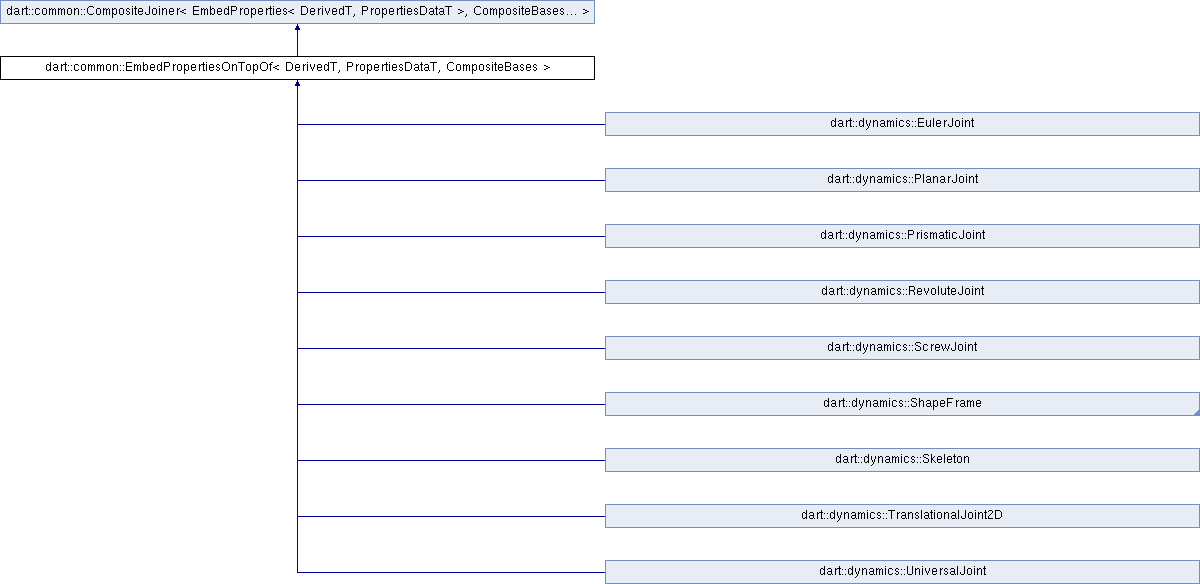 dart::common::CompositeJoiner< EmbedProperties< DerivedT, PropertiesDataT >, CompositeBases... >
dart::common::EmbedPropertiesOnTopOf< DerivedT, PropertiesDataT, CompositeBases >
dart::dynamics::EulerJoint
dart::dynamics::PlanarJoint
dart::dynamics::PrismaticJoint
dart::dynamics::RevoluteJoint
dart::dynamics::ScrewJoint
dart::dynamics::ShapeFrame
dart::dynamics::Skeleton
dart::dynamics::TranslationalJoint2D
dart::dynamics::UniversalJoint